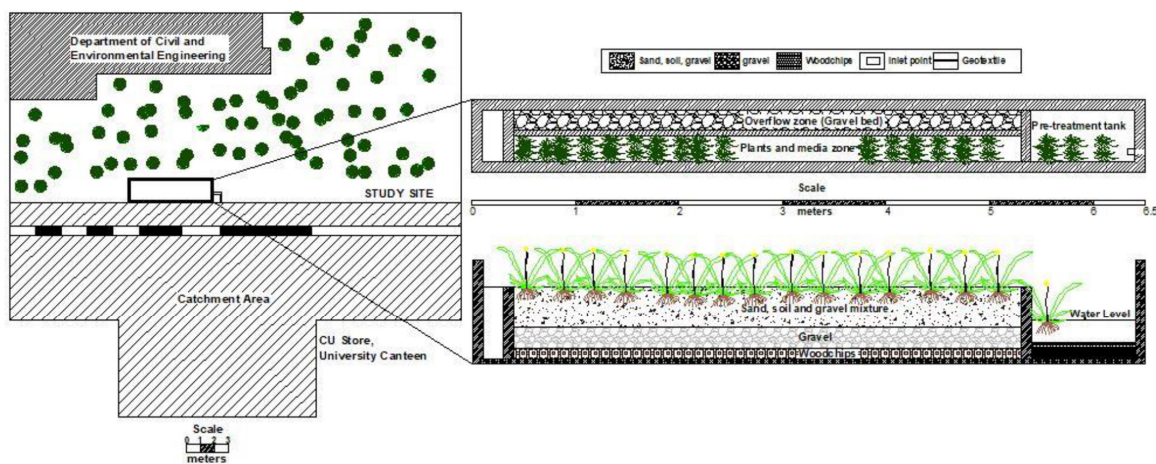 Department of Civil and
Environmental Engineering
STUDY SITE
Catchment Area
CU Store,
University Canteen
Scale
0 1 2 3
meters
Sand, soil, gravel
gravel
Woodchips
Inlet point
Geotextile
Overflow zone (Gravel bed)
Pre-treatment tank
Plants and media zone
Scale
0 1 2 3 4 5 6 6.5
meters
Sand, soil and gravel mixture
Water Level
Gravel
Woodchips